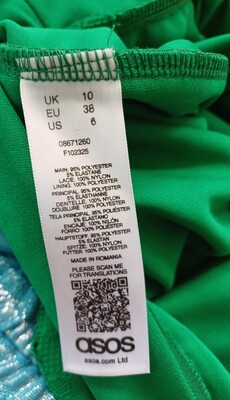 UK 10
EU 38
US 6
08671260
F102325
MAIN: 95% POLYESTER
5% ELASTANE
LACE: 100% NYLON
LINING: 100% POLYESTER
PRINCIPAL: 95% POLYESTER
5% ÉLASTHANNE
DENTELLE: 100% NYLON
DOUBLURE: 100% POLYESTER
TELA PRINCIPAL: 95% POLIÉSTER
5% ELASTANO
ENCAJE: 100% NILÓN
FORRO: 100% POLIÉSTER
HAUPTSTOFF: 95% POLYESTER
5% ELASTAN
SPITZE: 100% NYLON
FUTTER: 100% POLYESTER
MADE IN ROMANIA
PLEASE SCAN ME
FOR TRANSLATIONS
asos
asos.com Ltd